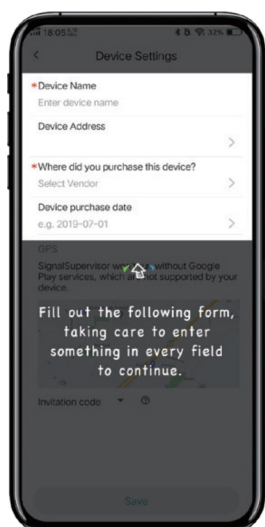 18:05
32%
Device Settings
*Device Name
Enter device name
Device Address
*Where did you purchase this device?
Select Vendor
Device purchase date
e.g. 2019-07-01
GPS
SignalSupervisor without Google
Play services, which are not supported by your
device.
Fill out the following form,
taking care to enter
something in every field
to continue.
Invitation code
Save